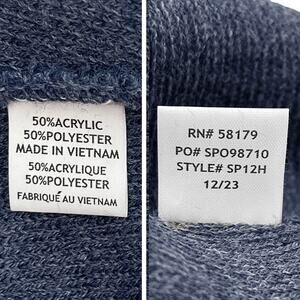 50%ACRYLIC
50%POLYESTER
MADE IN VIETNAM
50%ACRYLIQUE
50%POLYESTER
FABRIQUÉ AU VIETNAM
RN# 58179
PO# SPO98710
STYLE# SP12H
12/23